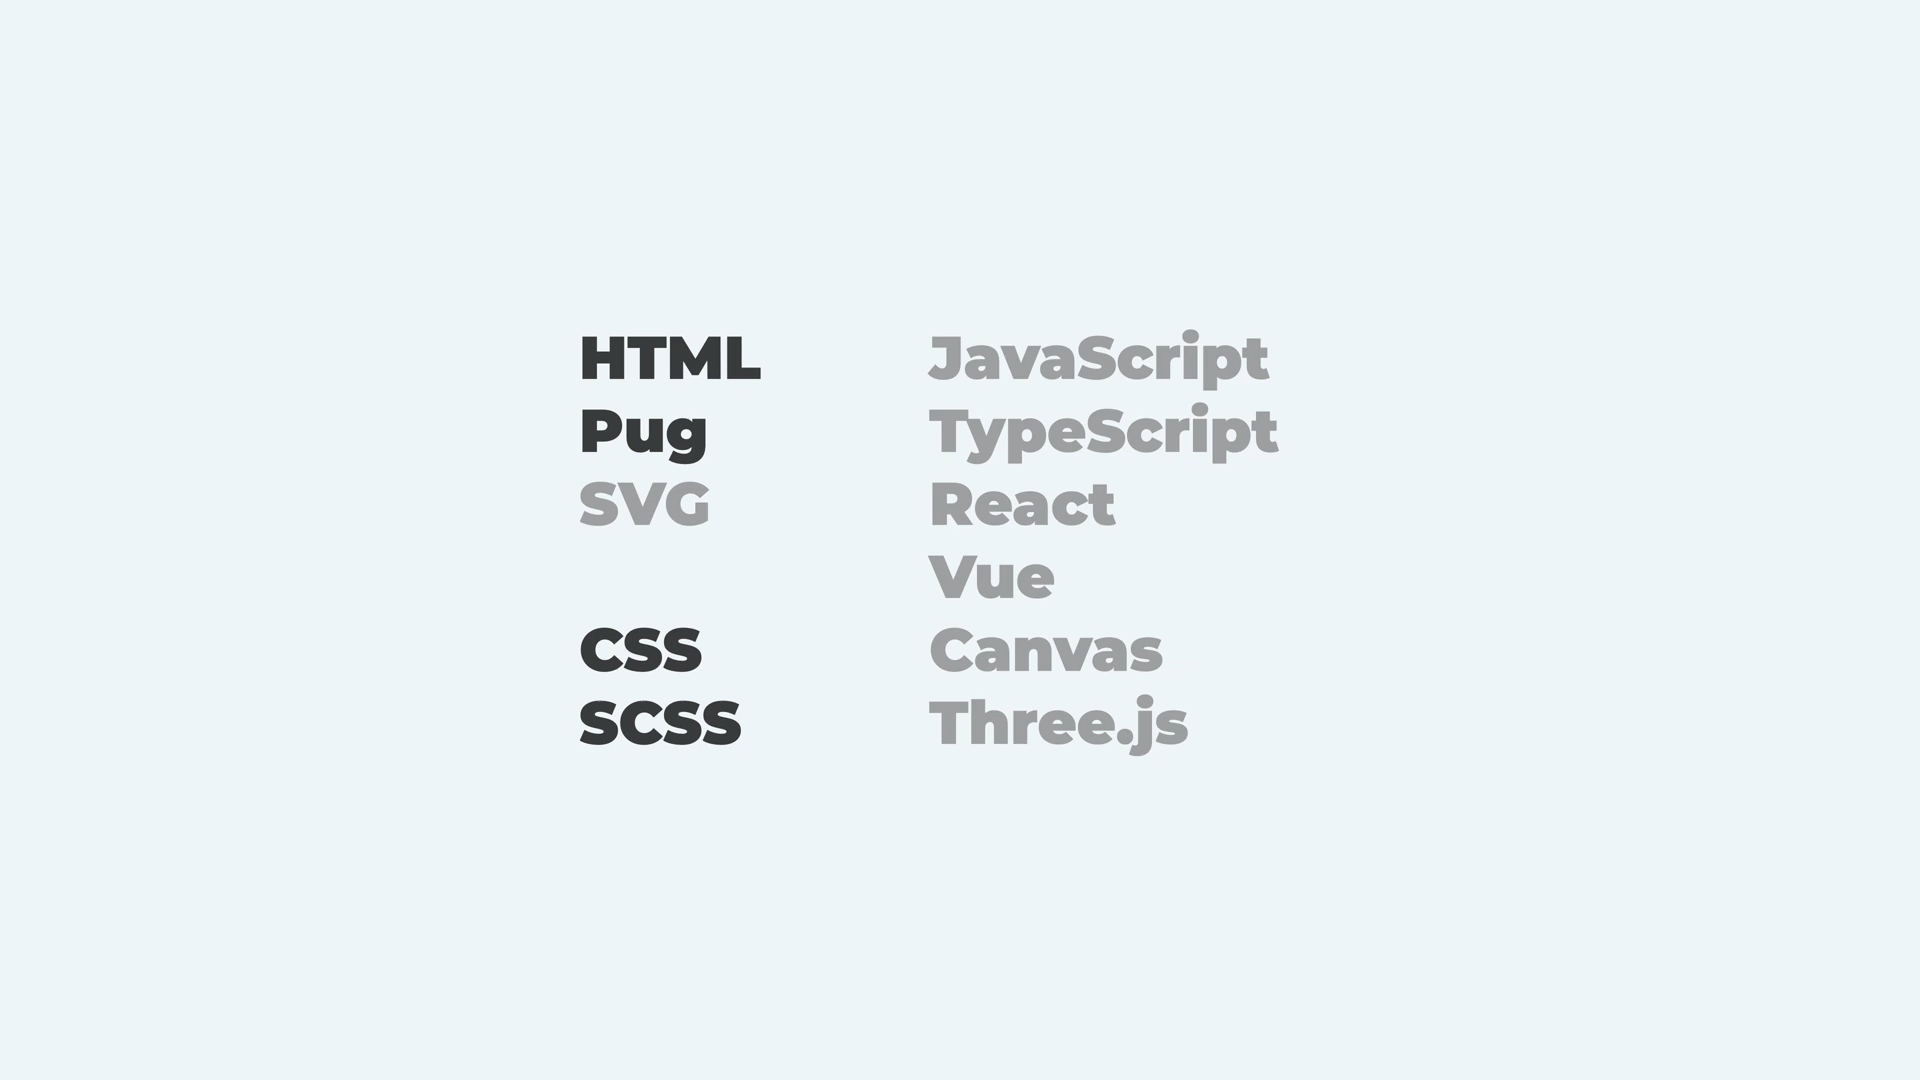 HTML
Pug
SVG
CSS
SCSS
JavaScript
TypeScript
React
Vue
Canvas
Three.js